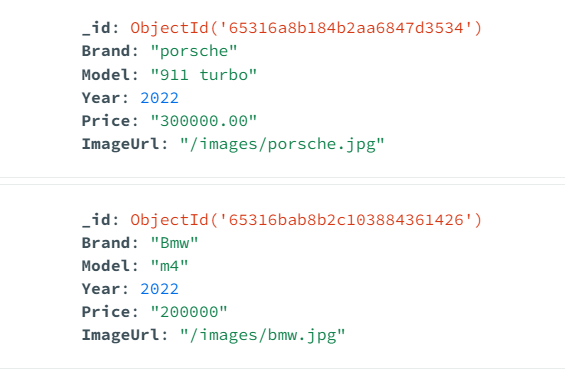 _id: ObjectId('65316a8b184b2aa6847d3534')
Brand: "porsche"
Model: "911 turbo"
Year: 2022
Price: "300000.00"
ImageUrl: "/images/porsche.jpg"
_id: ObjectId('65316bab8b2c103884361426')
Brand: "Bmw"
Model: "m4"
Year: 2022
Price: "200000"
ImageUrl: "/images/bmw.jpg"